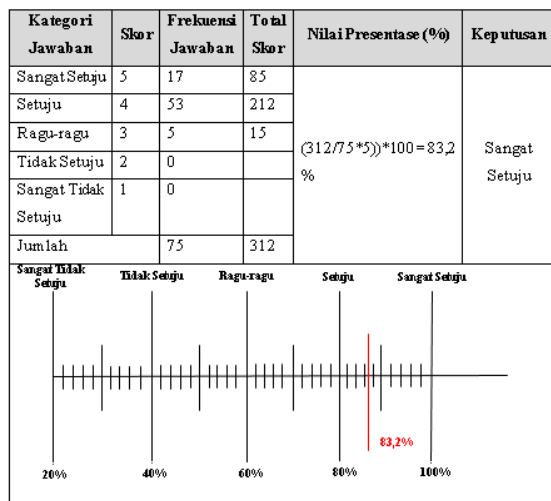 Kategori Jawaban Skor Frekuensi Jawaban Total Skor Nilai Presentase (%) Keputusan
Sangat Setuju 5 17 85
Setuju 4 53 212
Ragu-ragu 3 5 15
(312/75*5))*100=83,2 %
Sangat Setuju
Tidak Setuju 2 0
Sangat Tidak Setuju 1 0
Jumlah 75 312
Sangat Tidak Setuju Tidak Setuju Ragu-ragu Setuju Sangat Setuju
83,2%
20% 40% 60% 80% 100%